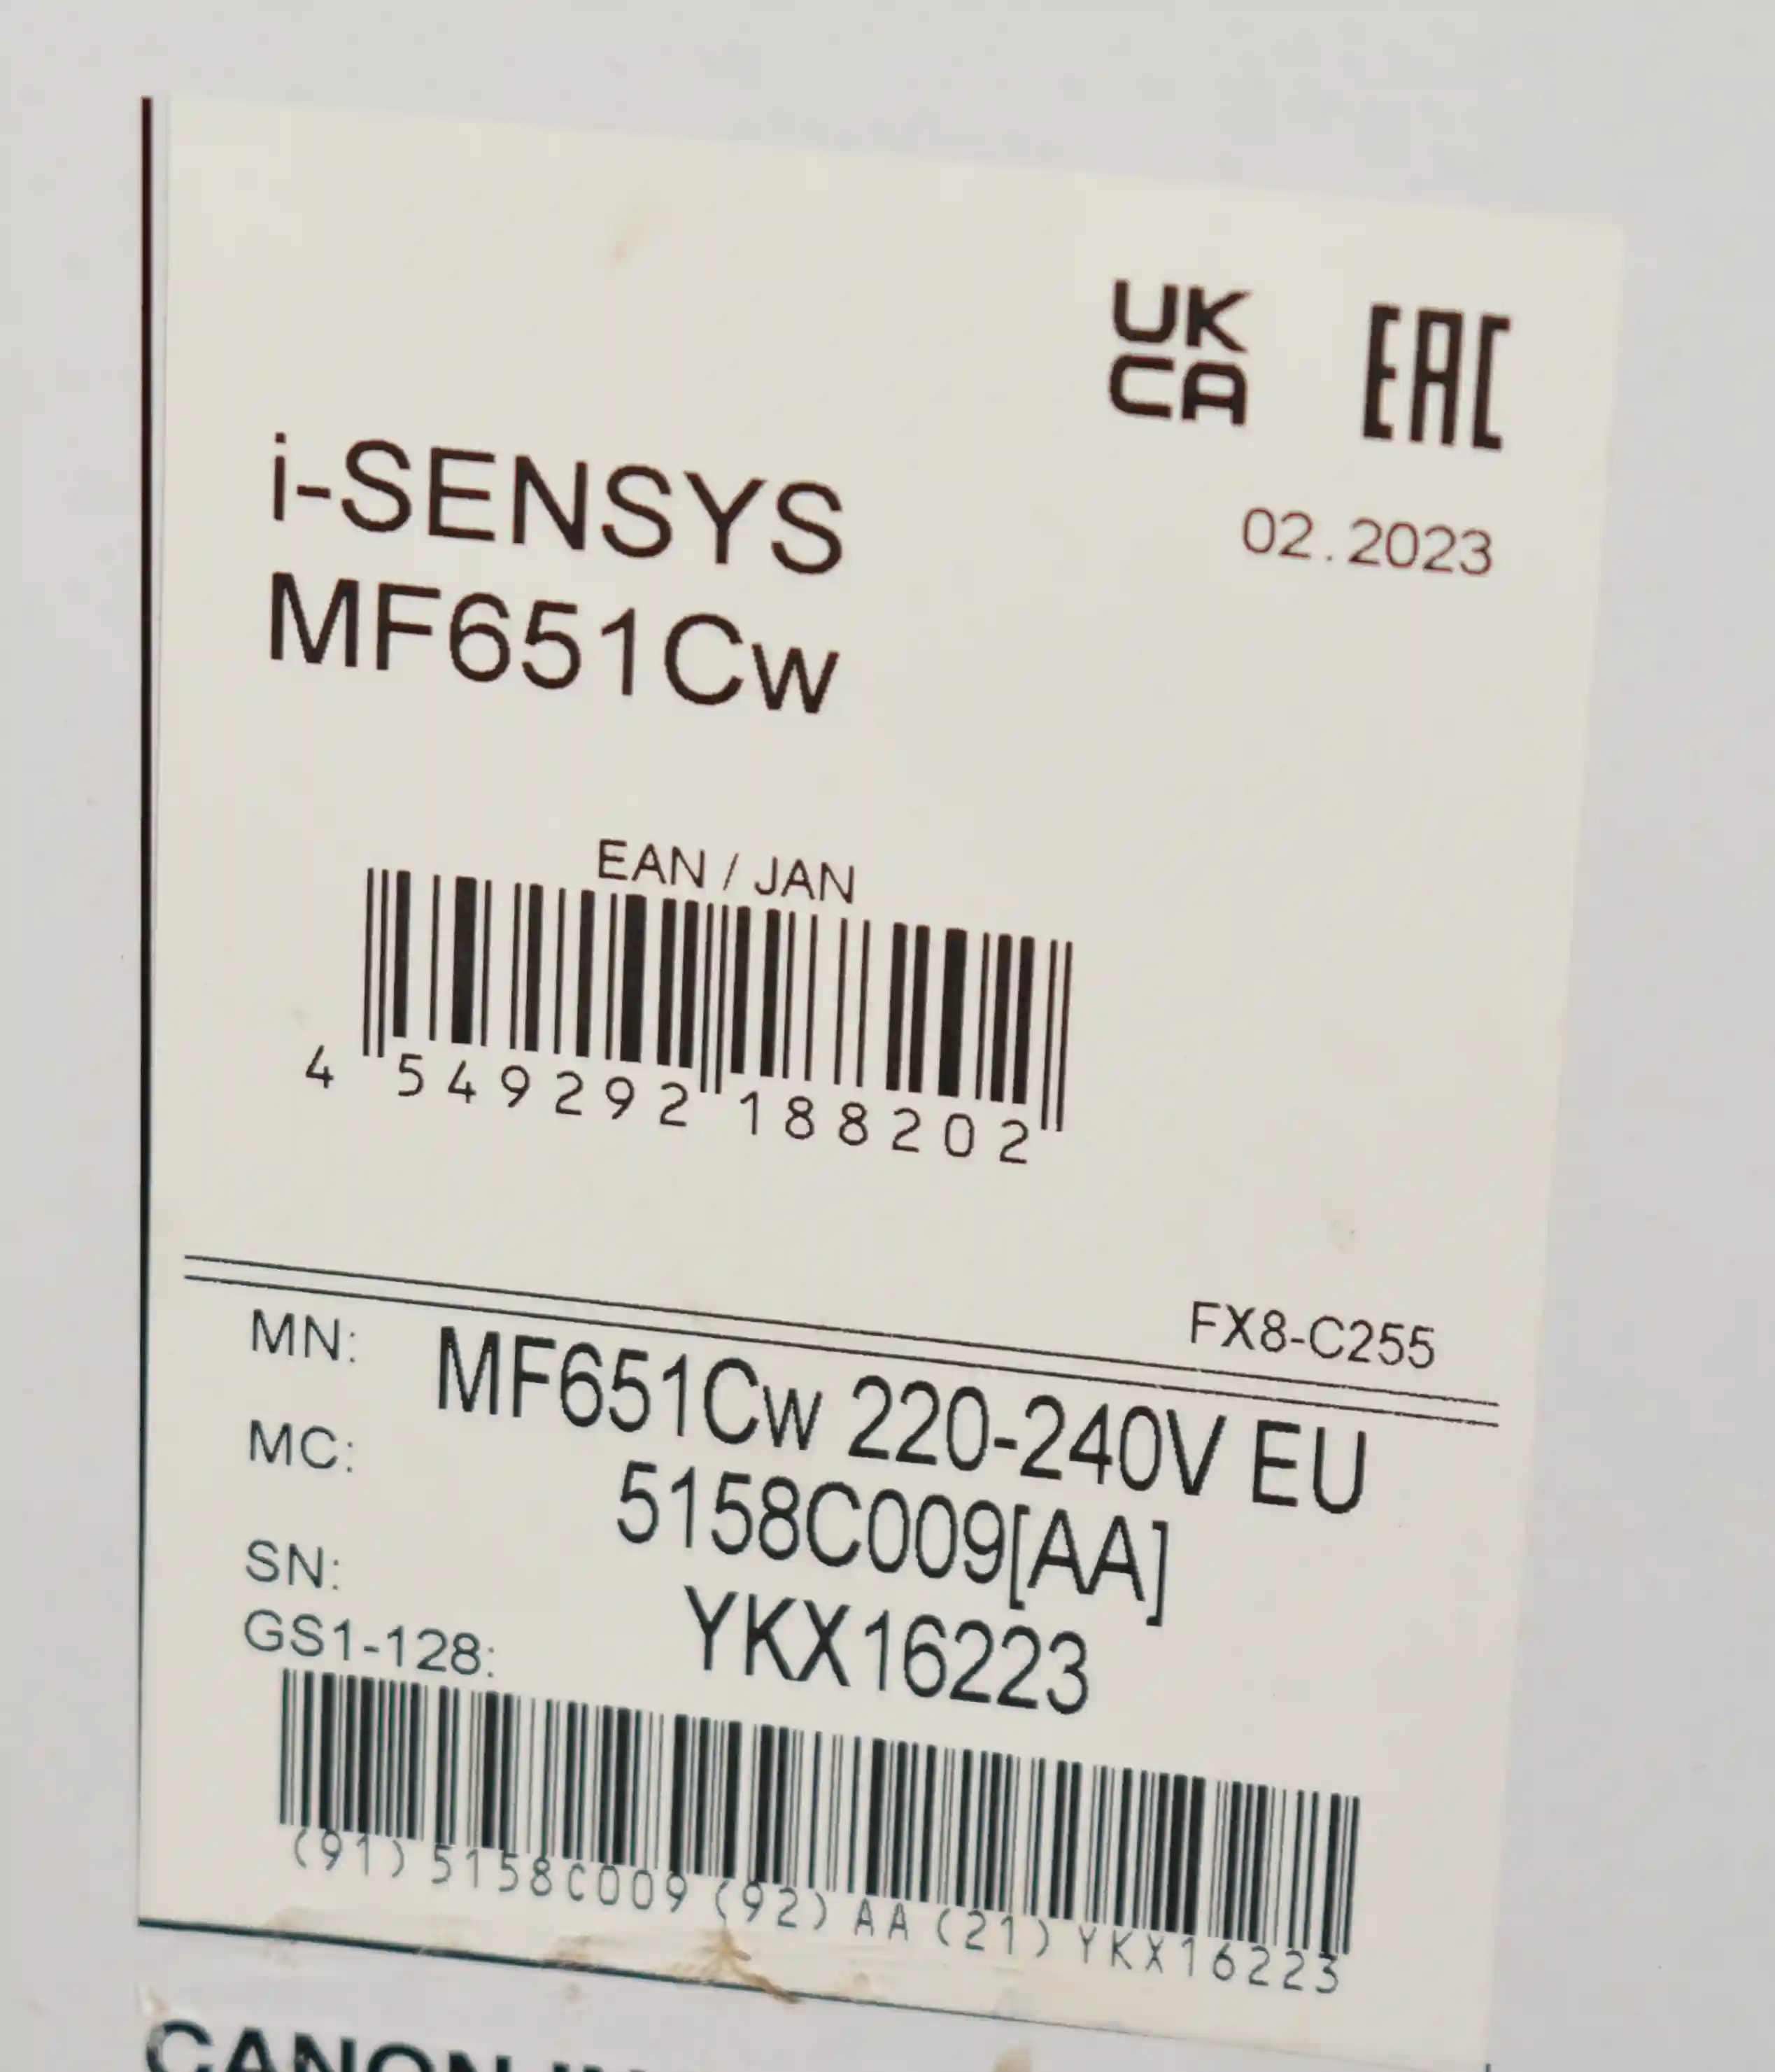 UK
CA
EAC
i-SENSYS
02.2023
MF651Cw
EAN / JAN
4 549292 188202
FX8-C255
MN: MF651Cw 220-240V EU
MC: 5158C009[AA]
SN: YKX16223
GS1-128:
(91) 5158C009 (92) AA (21) YKX16223
CANON